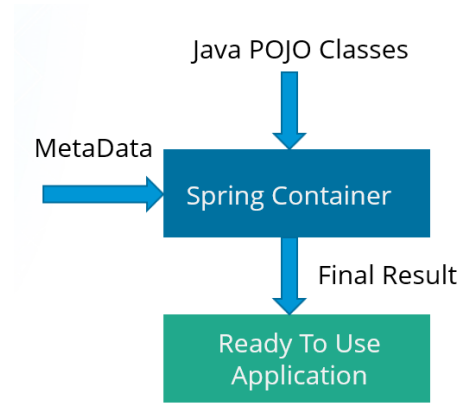 Java POJO Classes
MetaData
Spring Container
Final Result
Ready To Use
Application